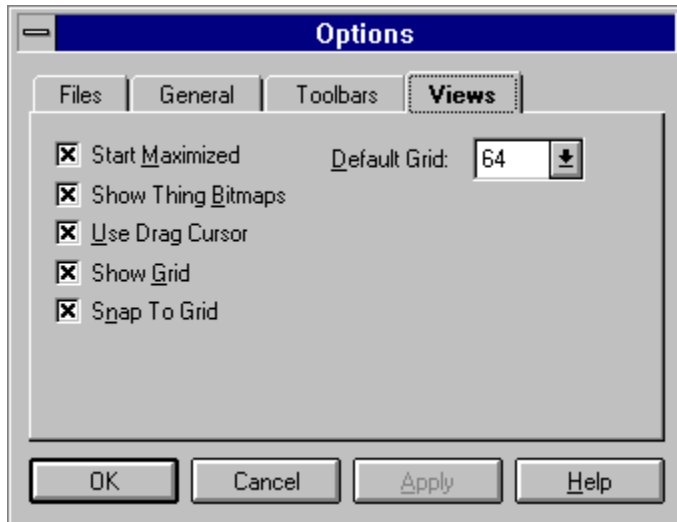 Options
Files General Toolbars Views
Start Maximized Default Grid: 64
Show Thing Bitmaps
Use Drag Cursor
Show Grid
Snap To Grid
OK Cancel Apply Help